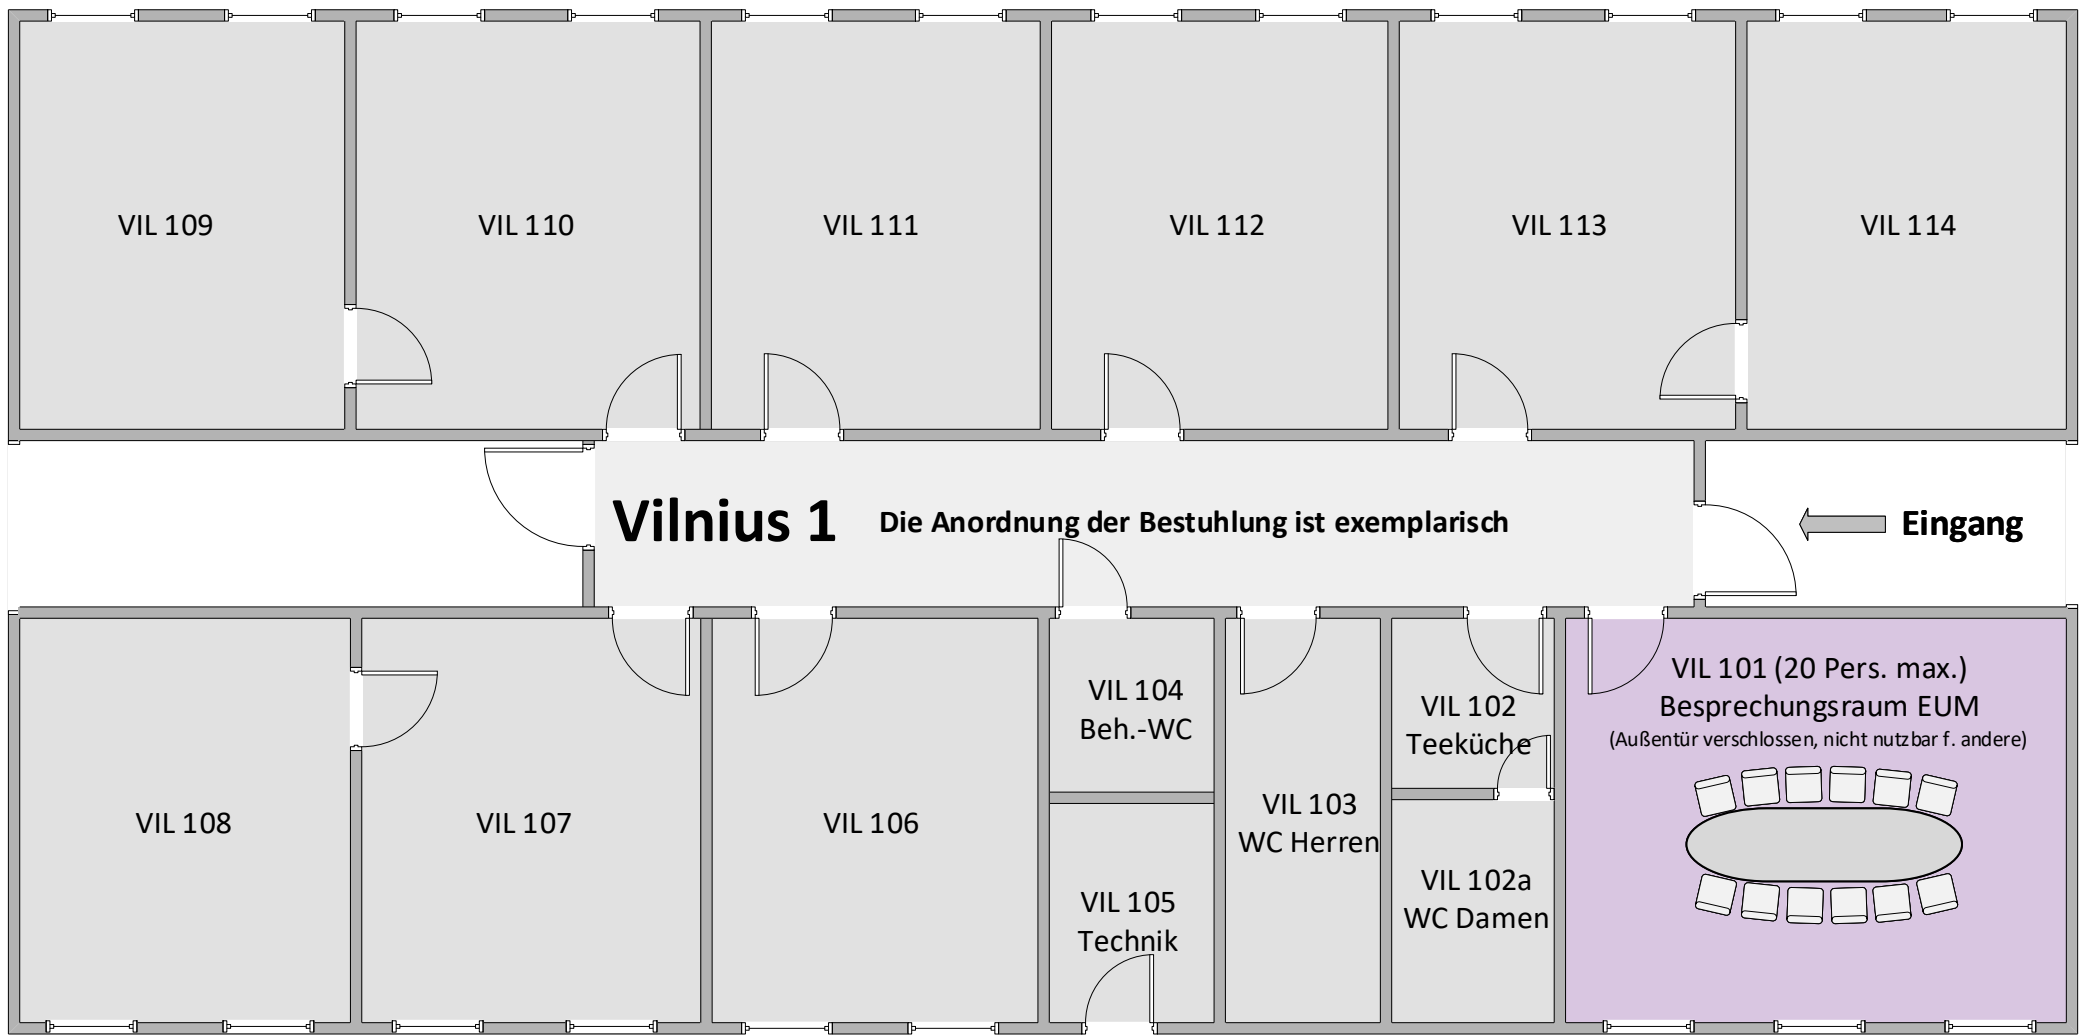 VIL 109
VIL 110
VIL 111
VIL 112
VIL 113
VIL 114
Vilnius 1
Die Anordnung der Bestuhlung ist exemplarisch
Eingang
VIL 108
VIL 107
VIL 106
VIL 104
Beh.-WC
VIL 105
Technik
VIL 103
WC Herren
VIL 102
Teeküche
VIL 102a
WC Damen
VIL 101 (20 Pers. max.)
Besprechungsraum EUM
(Außentür verschlossen, nicht nutzbar f. andere)